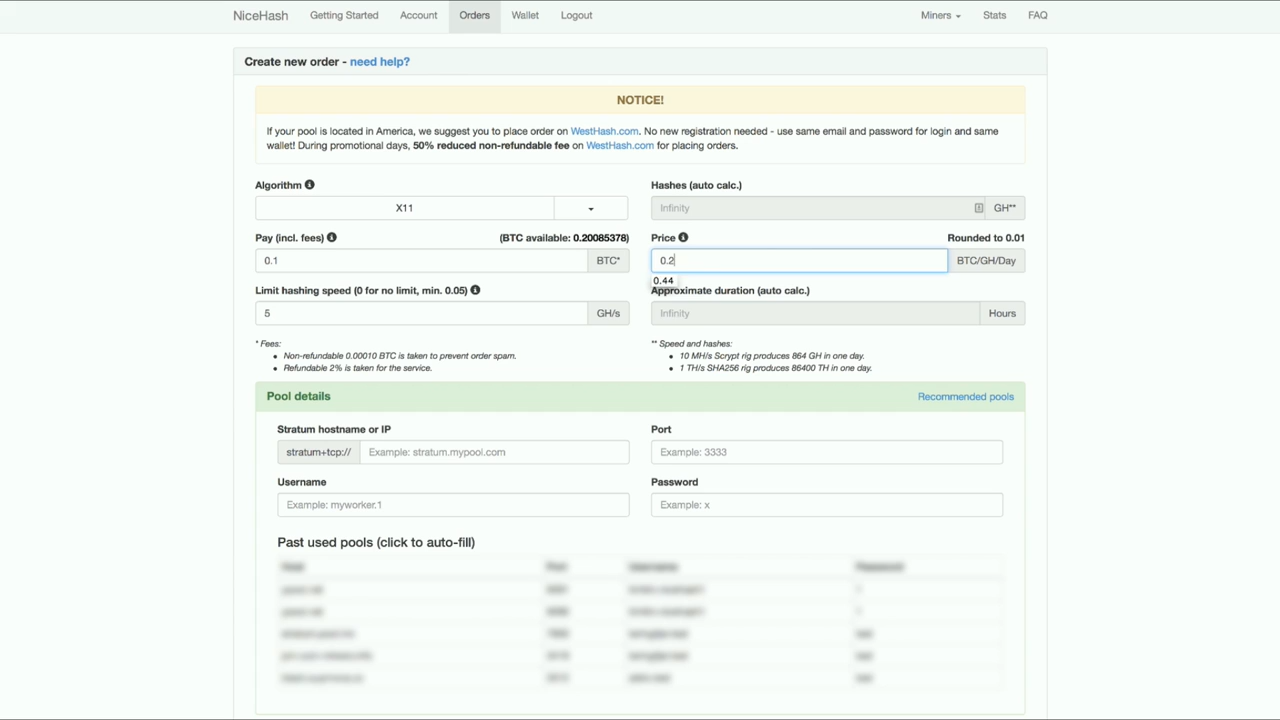 NiceHash Getting Started Account Orders Wallet Logout Miners Stats FAQ
Create new order - need help?
NOTICE!
If your pool is located in America, we suggest you to place order on WestHash.com. No new registration needed - use same email and password for login and same
wallet! During promotional days, 50% reduced non-refundable fee on WestHash.com for placing orders.
Algorithm
X11
Hashes (auto calc.)
Infinity GH**
Pay (incl. fees) (BTC available: 0.20085378)
0.1 BTC*
Price Rounded to 0.01
0.2 BTC/GH/Day
0.44
Limit hashing speed (0 for no limit, min. 0.05)
5 GH/s
Approximate duration (auto calc.)
Infinity Hours
* Fees:
Non-refundable 0.00010 BTC is taken to prevent order spam.
Refundable 2% is taken for the service.
** Speed and hashes:
10 MH/s Scrypt rig produces 864 GH in one day.
1 TH/s SHA256 rig produces 86400 TH in one day.
Pool details Recommended pools
Stratum hostname or IP
stratum+tcp:// Example: stratum.mypool.com
Port
Example: 3333
Username
Example: myworker.1
Password
Example: x
Past used pools (click to auto-fill)